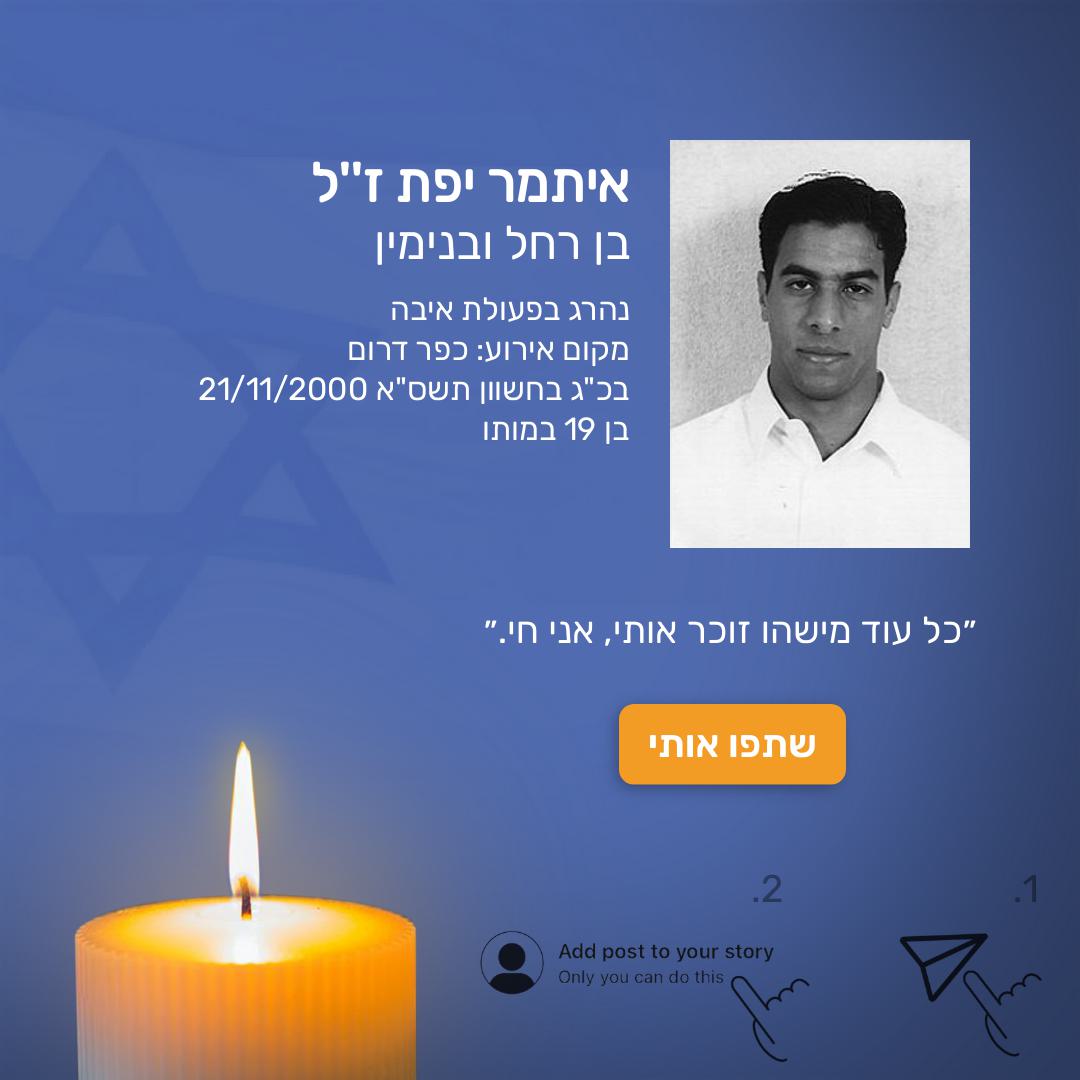 איתמר יפת ז"ל
בן רחל ובנימין
נהרג בפעולת איבה
מקום אירוע: כפר דרום
בכ"ג בחשוון תשס"א 21/11/2000
בן 19 במותו
״כל עוד מישהו זוכר אותי, אני חי.״
שתפו אותי
1.
2.
Add post to your story
Only you can do this